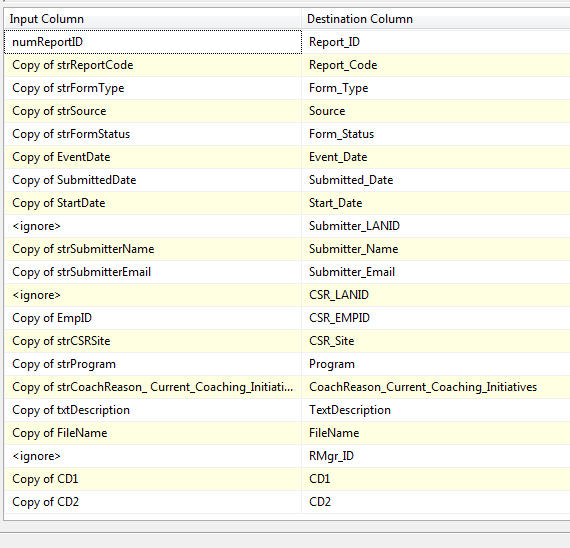 Input Column Destination Column
numReportID Report_ID
Copy of strReportCode Report_Code
Copy of strFormType Form_Type
Copy of strSource Source
Copy of strFormStatus Form_Status
Copy of EventDate Event_Date
Copy of SubmittedDate Submitted_Date
Copy of StartDate Start_Date
<ignore> Submitter_LANID
Copy of strSubmitterName Submitter_Name
Copy of strSubmitterEmail Submitter_Email
<ignore> CSR_LANID
Copy of EmpID CSR_EMPID
Copy of strCSRSite CSR_Site
Copy of strProgram Program
Copy of strCoachReason_ Current_Coaching_Initiati... CoachReason_Current_Coaching_Initiatives
Copy of txtDescription TextDescription
Copy of FileName FileName
<ignore> RMgr_ID
Copy of CD1 CD1
Copy of CD2 CD2